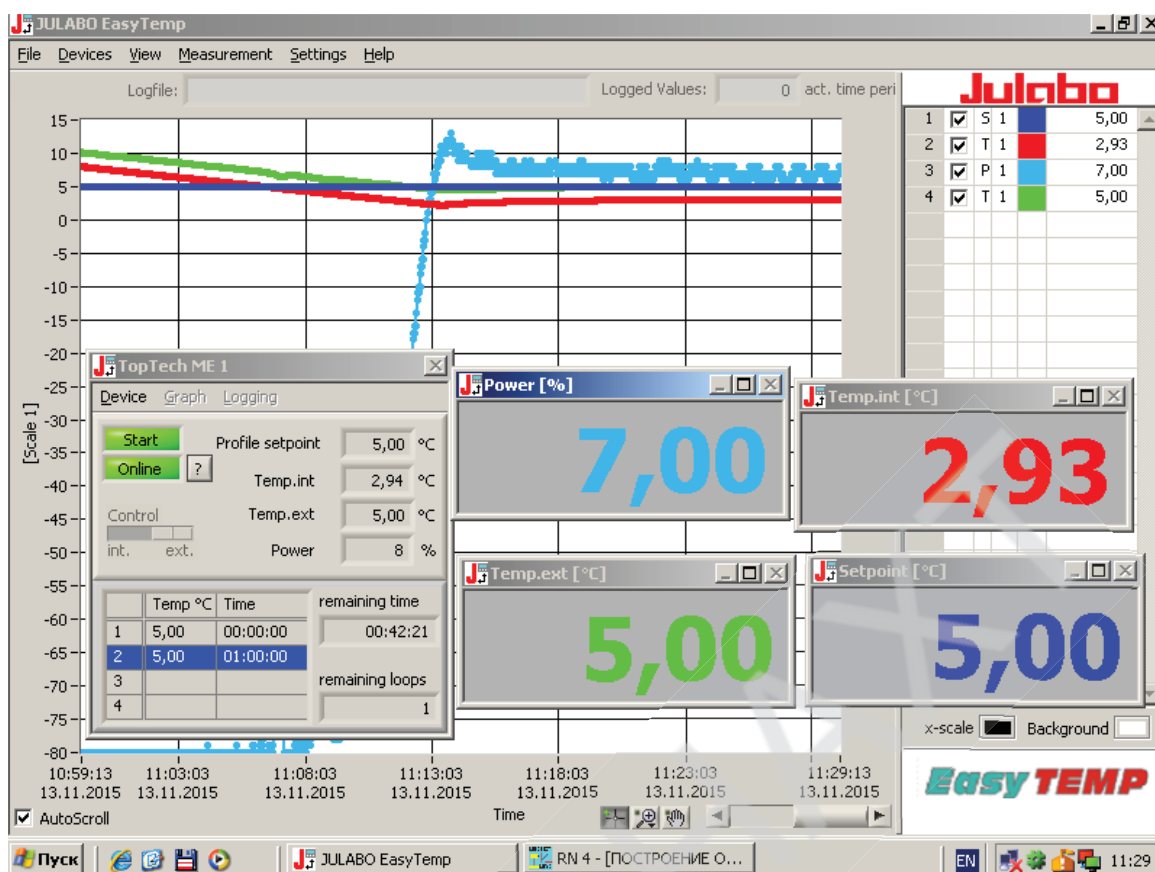 JULABO EasyTemp
File Devices View Measurement Settings Help
Logfile: Logged Values: 0 act. time peri
Julabo
1 S 1 5,00
2 T 1 2,93
3 P 1 7,00
4 T 1 5,00
[Scale 1]
15
10
5
0
-5
-10
-15
-20
-25
-30
-35
-40
-45
-50
-55
-60
-65
-70
-75
-80
TopTech ME 1
Device Graph Logging
Start Profile setpoint 5,00 °C
Online ? Temp.int 2,94 °C
Control Temp.ext 5,00 °C
int. ext. Power 8 %
Temp °C Time remaining time
1 5,00 00:00:00 00:42:21
2 5,00 01:00:00
3 remaining loops
4 1
Power [%]
7,00
Temp.int [°C]
2,93
Temp.ext [°C]
5,00
Setpoint [°C]
5,00
x-scale Background
10:59:13 11:03:03 11:08:03 11:13:03 11:18:03 11:23:03 11:29:13
13.11.2015 13.11.2015 13.11.2015 13.11.2015 13.11.2015 13.11.2015 13.11.2015
Easy TEMP
AutoScroll Time
Пуск JULABO EasyTemp RN 4 - [ПОСТРОЕНИЕ О... EN 11:29